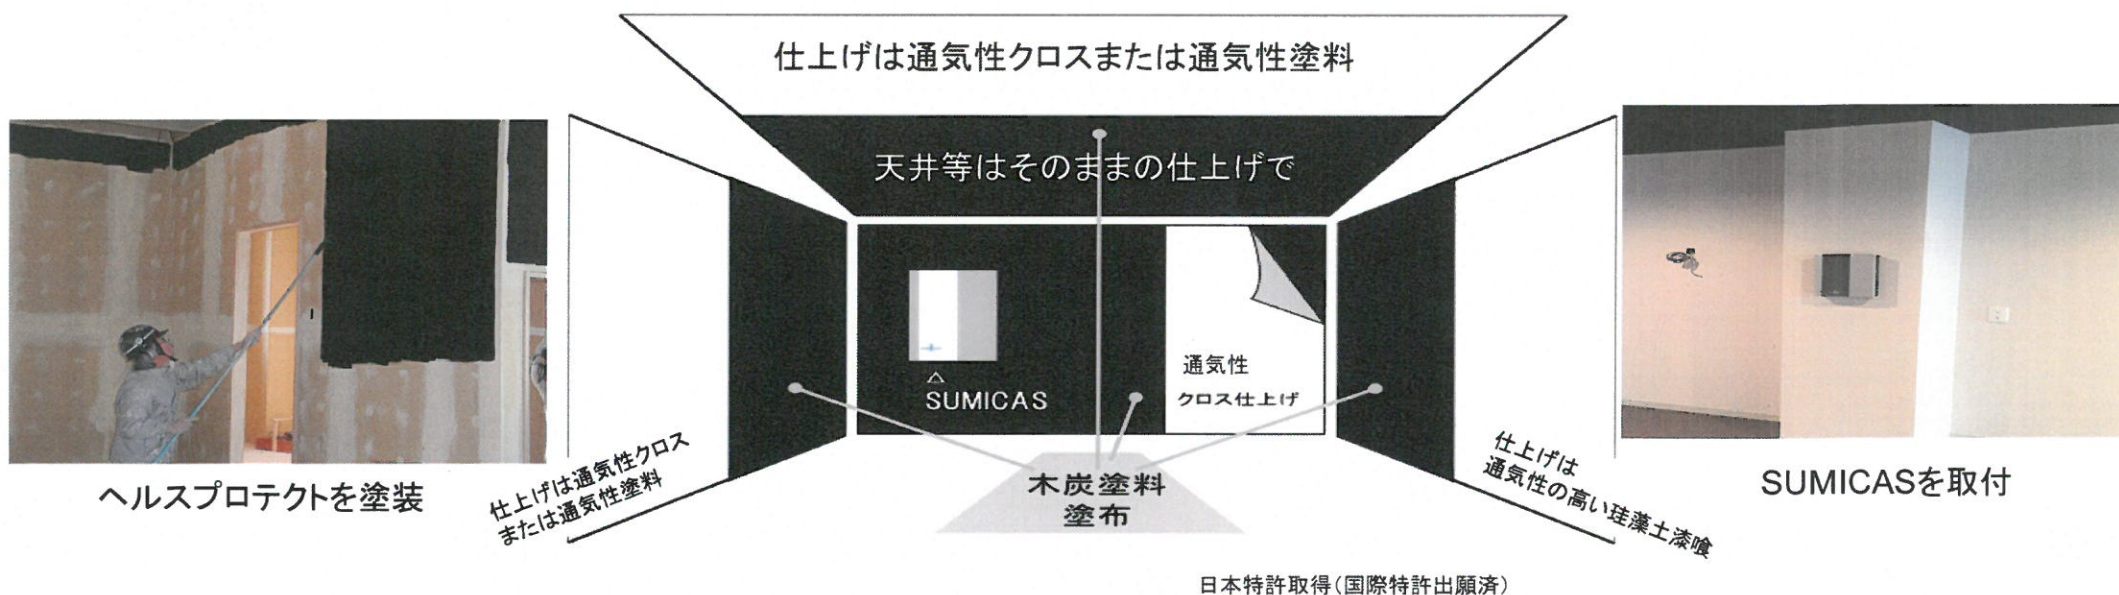 仕上げは通気性クロスまたは通気性塗料
天井等はそのままの仕上げで
通気性
クロス仕上げ
△
SUMICAS
木炭塗料
塗布
仕上げは通気性クロス
または通気性塗料
仕上げは
通気性の高い珪藻土漆喰
ヘルスプロテクトを塗装
SUMICASを取付
日本特許取得(国際特許出願済)